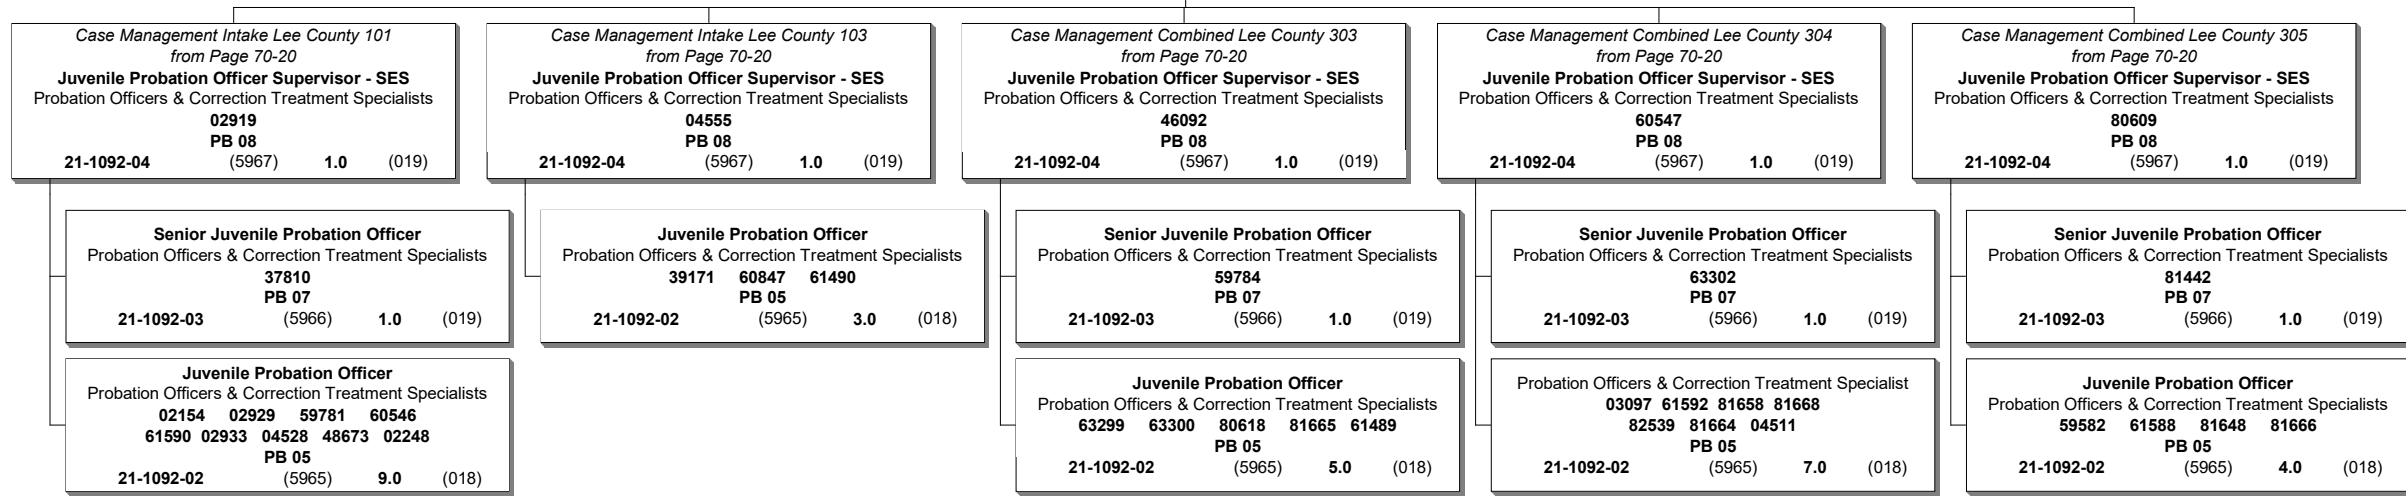 Case Management Intake Lee County 101
from Page 70-20
Juvenile Probation Officer Supervisor - SES
Probation Officers & Correction Treatment Specialists
02919
PB 08
21-1092-04 (5967) 1.0 (019)
Senior Juvenile Probation Officer
Probation Officers & Correction Treatment Specialists
37810
PB 07
21-1092-03 (5966) 1.0 (019)
Juvenile Probation Officer
Probation Officers & Correction Treatment Specialists
02154 02929 59781 60546
61590 02933 04528 48673 02248
PB 05
21-1092-02 (5965) 9.0 (018)
Case Management Intake Lee County 103
from Page 70-20
Juvenile Probation Officer Supervisor - SES
Probation Officers & Correction Treatment Specialists
04555
PB 08
21-1092-04 (5967) 1.0 (019)
Juvenile Probation Officer
Probation Officers & Correction Treatment Specialists
39171 60847 61490
PB 05
21-1092-02 (5965) 3.0 (018)
Case Management Combined Lee County 303
from Page 70-20
Juvenile Probation Officer Supervisor - SES
Probation Officers & Correction Treatment Specialists
46092
PB 08
21-1092-04 (5967) 1.0 (019)
Senior Juvenile Probation Officer
Probation Officers & Correction Treatment Specialists
59784
PB 07
21-1092-03 (5966) 1.0 (019)
Juvenile Probation Officer
Probation Officers & Correction Treatment Specialists
63299 63300 80618 81665 61489
PB 05
21-1092-02 (5965) 5.0 (018)
Case Management Combined Lee County 304
from Page 70-20
Juvenile Probation Officer Supervisor - SES
Probation Officers & Correction Treatment Specialists
60547
PB 08
21-1092-04 (5967) 1.0 (019)
Senior Juvenile Probation Officer
Probation Officers & Correction Treatment Specialists
63302
PB 07
21-1092-03 (5966) 1.0 (019)
Probation Officers & Correction Treatment Specialist
03097 61592 81658 81668
82539 81664 04511
PB 05
21-1092-02 (5965) 7.0 (018)
Case Management Combined Lee County 305
from Page 70-20
Juvenile Probation Officer Supervisor - SES
Probation Officers & Correction Treatment Specialists
80609
PB 08
21-1092-04 (5967) 1.0 (019)
Senior Juvenile Probation Officer
Probation Officers & Correction Treatment Specialists
81442
PB 07
21-1092-03 (5966) 1.0 (019)
Juvenile Probation Officer
Probation Officers & Correction Treatment Specialists
59582 61588 81648 81666
PB 05
21-1092-02 (5965) 4.0 (018)